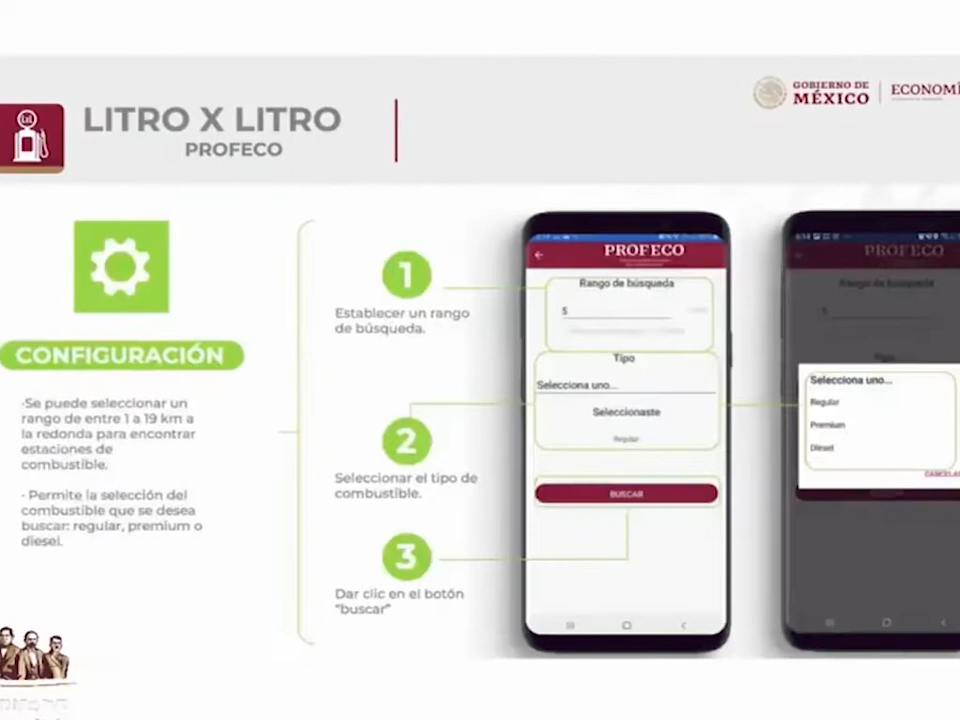 LITRO X LITRO
PROFECO
GOBIERNO DE
MÉXICO
ECONOMÍ
CONFIGURACIÓN
·Se puede seleccionar un
rango de entre 1 a 19 km a
la redonda para encontrar
estaciones de
combustible.
· Permite la selección del
combustible que se desea
buscar: regular, premium o
diesel.
1
Establecer un rango
de búsqueda.
2
Seleccionar el tipo de
combustible.
3
Dar clic en el botón
“buscar”
PROFECO
Rango de búsqueda
5
Tipo
Selecciona uno...
Seleccionaste
Regular
BUSCAR
PROFECO
Rango de búsqueda
Selecciona uno...
Regular
Premium
Diesel
CANCELAR